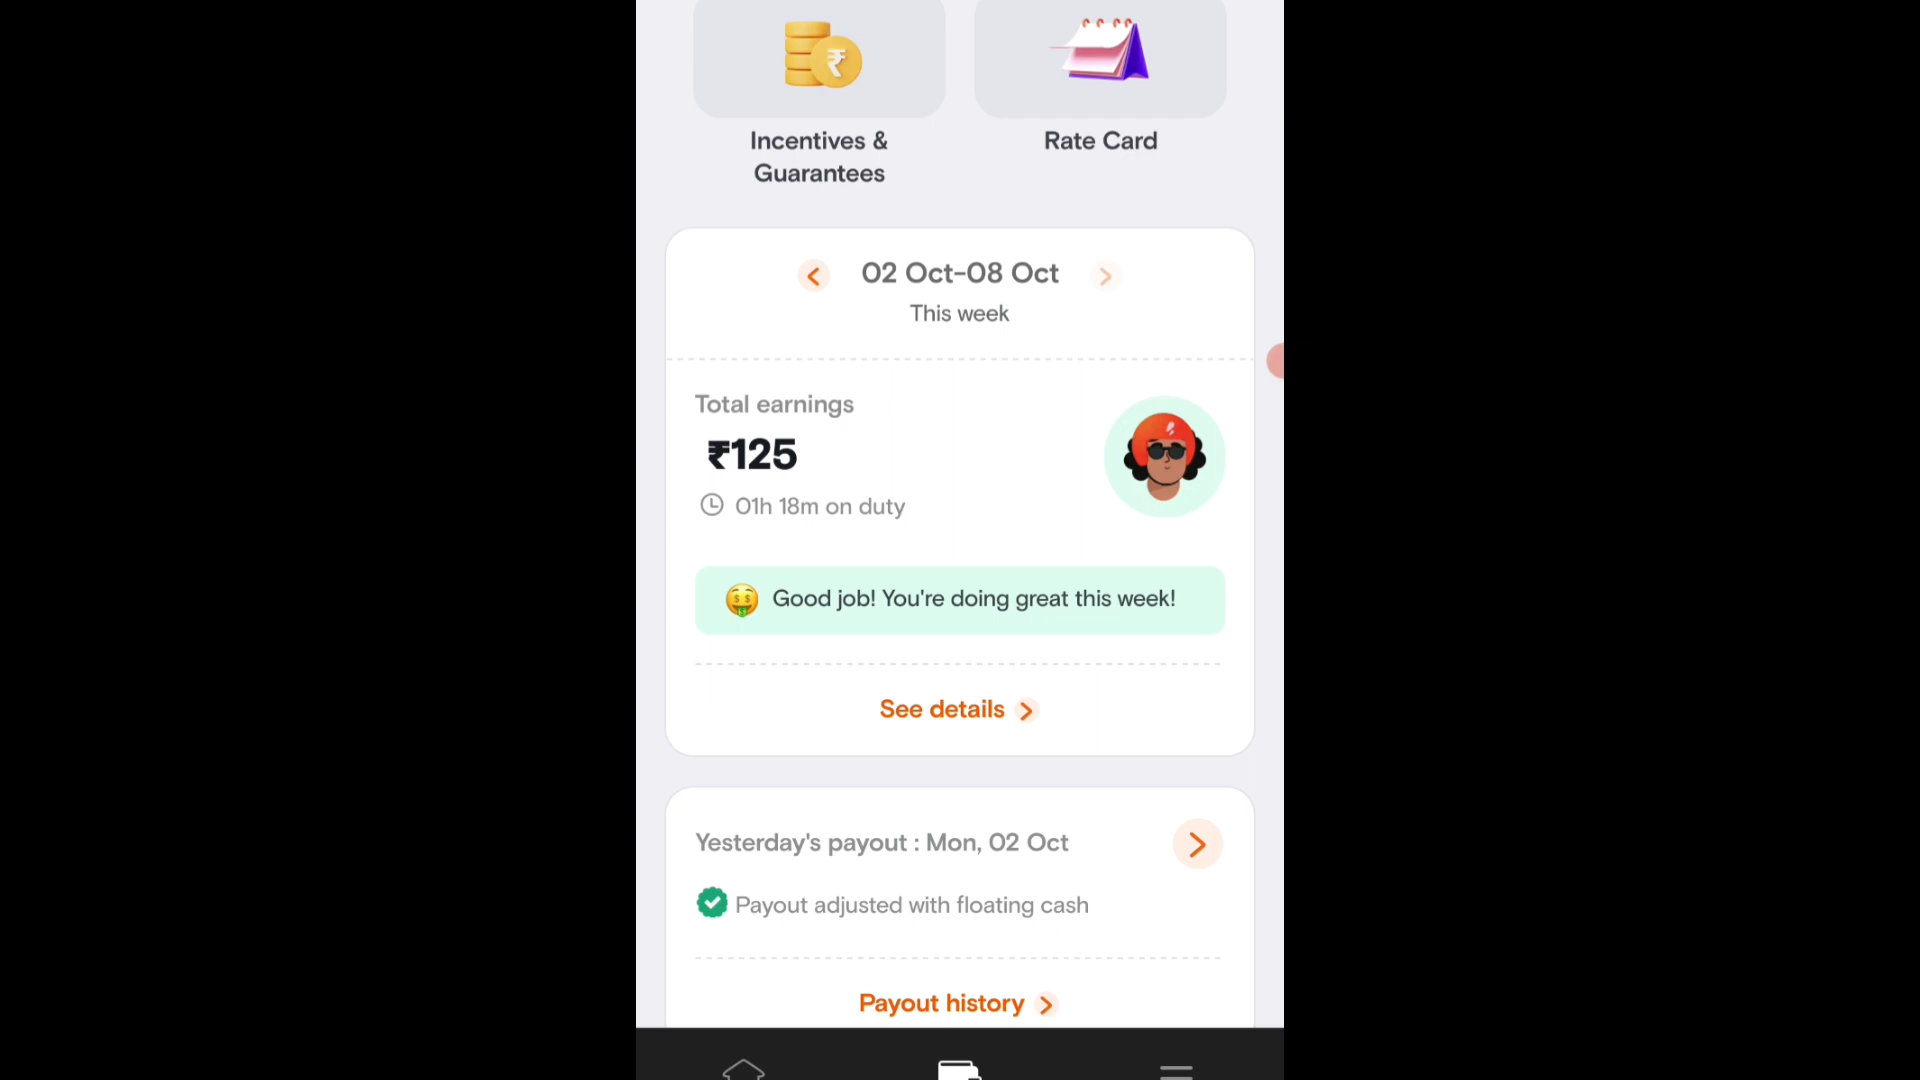 Incentives &
Guarantees
Rate Card
02 Oct-08 Oct
This week
Total earnings
₹125
01h 18m on duty
Good job! You're doing great this week!
See details
Yesterday's payout : Mon, 02 Oct
Payout adjusted with floating cash
Payout history